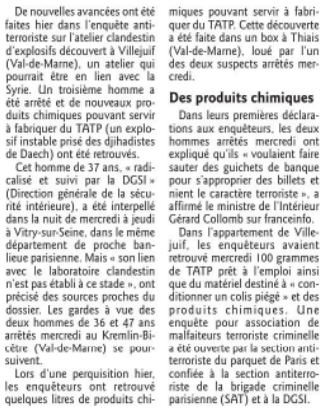 De nouvelles avancées ont été
faites hier dans l'enquête anti-
terroriste sur l'atelier clandestin
d'explosifs découvert à Villejuif
(Val-de-Marne), un atelier qui
pourrait être en lien avec la
Syrie. Un troisième homme a
été arrêté et de nouveaux pro-
duits chimiques pouvant servir
à fabriquer du TATP (un explo-
sif instable prisé des djihadistes
de Daech) ont été retrouvés.
Cet homme de 37 ans, « radi-
calisé et suivi par la DGSI »
(Direction générale de la sécu-
rité intérieure), a été interpellé
dans la nuit de mercredi à jeudi
à Vitry-sur-Seine, dans le même
département de proche ban-
lieue parisienne. Mais « son lien
avec le laboratoire clandestin
n'est pas établi à ce stade », ont
précisé des sources proches du
dossier. Les gardes à vue des
deux hommes de 36 et 47 ans
arrêtés mercredi au Kremlin-Bi-
cêtre (Val-de-Marne) se pour-
suivent.
Lors d'une perquisition hier,
les enquêteurs ont retrouvé
quelques litres de produits chi-
miques pouvant servir à fabri-
quer du TATP. Cette découverte
a été faite dans un box à Thiais
(Val-de-Marne), loué par l'un
des deux suspects arrêtés mer-
credi.
Des produits chimiques
Dans leurs premières déclara-
tions aux enquêteurs, les deux
hommes arrêtés mercredi ont
expliqué qu'ils « voulaient faire
sauter des guichets de banque
pour s'approprier des billets et
nient le caractère terroriste », a
affirmé le ministre de l'Intérieur
Gérard Collomb sur franceinfo.
Dans l'appartement de Ville-
juif, les enquêteurs avaient
retrouvé mercredi 100 grammes
de TATP prêt à l'emploi ainsi
que du matériel destiné à « con-
ditionner un colis piégé » et des
produits chimiques. Une
enquête pour association de
malfaiteurs terroriste criminelle
a été ouverte par la section anti-
terroriste du parquet de Paris et
confiée à la section antiterro-
riste de la brigade criminelle
parisienne (SAT) et à la DGSI.